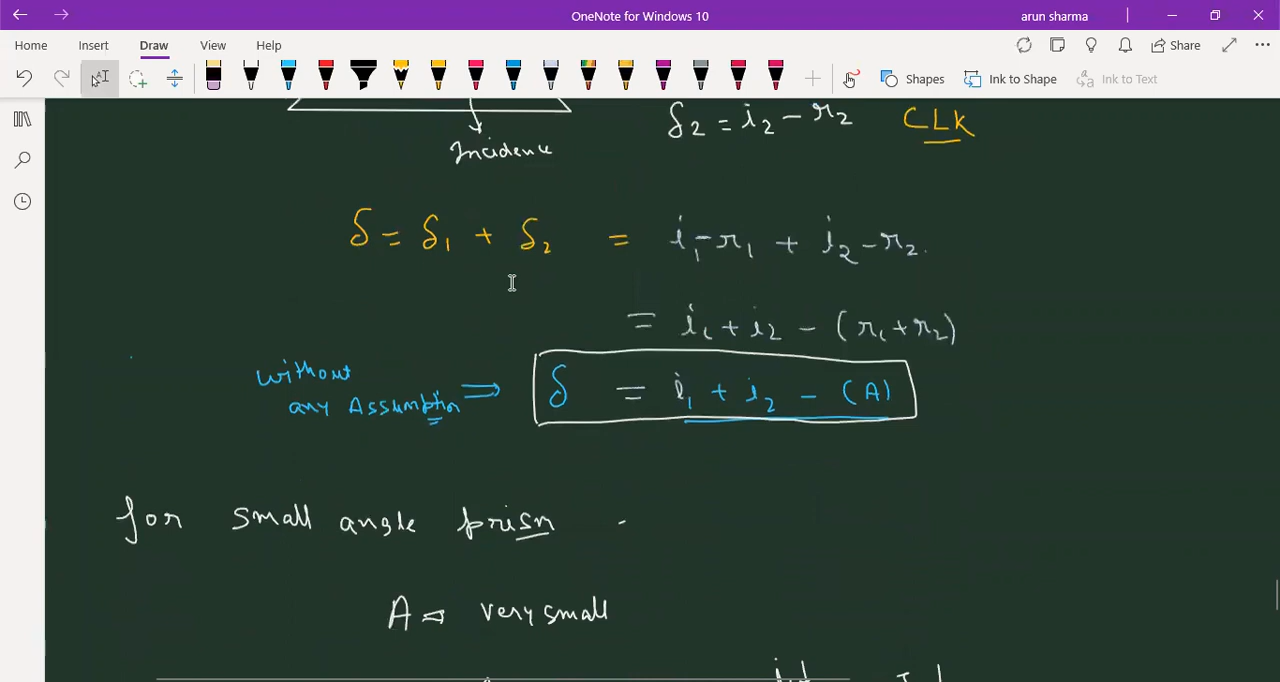 OneNote for Windows 10
arun sharma
Home Insert Draw View Help
Share
Shapes Ink to Shape Ink to Text
δ2 = i2 - r2 CLK
Incidence
δ = δ1 + δ2 = i1 - r1 + i2 - r2.
= i1 + i2 - (r1 + r2)
without
any Assumption ⇒ δ = i1 + i2 - (A)
for small angle prism -
A very small